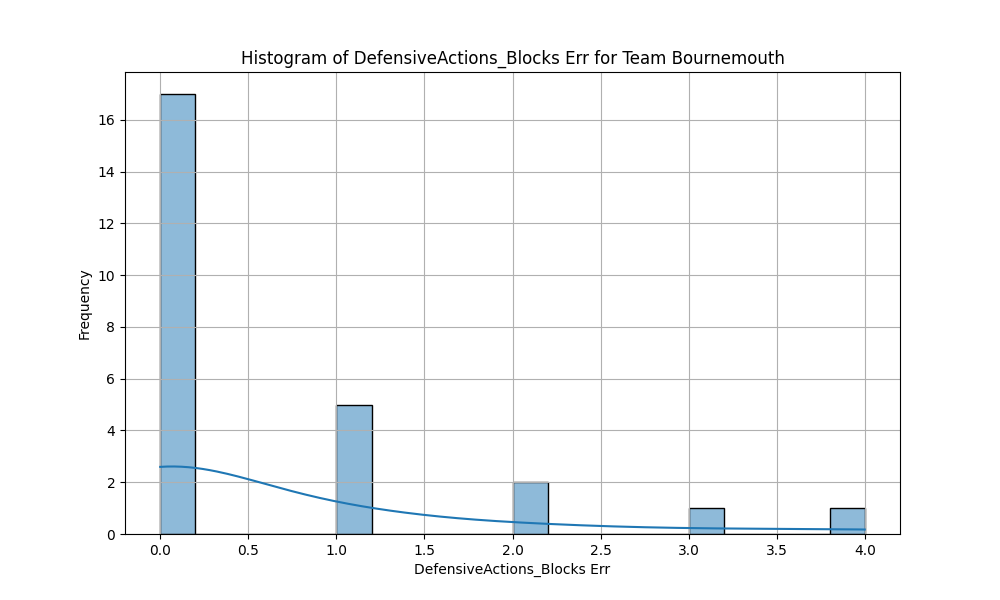 Histogram of DefensiveActions_Blocks Err for Team Bournemouth
Frequency
16
14
12
10
8
6
4
2
0
0.0 0.5 1.0 1.5 2.0 2.5 3.0 3.5 4.0
DefensiveActions_Blocks Err